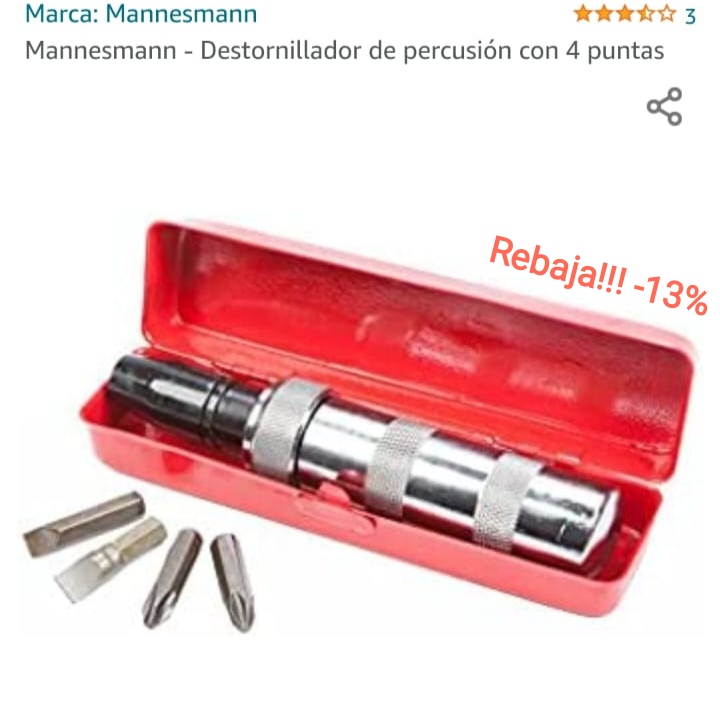 Marca: Mannesmann
3
Mannesmann - Destornillador de percusión con 4 puntas
Rebaja!!! -13%